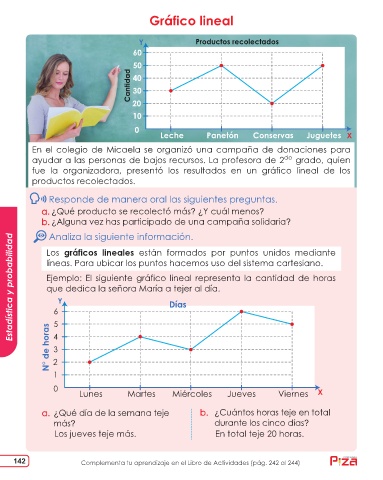 Gráfico lineal
Y
Productos recolectados
Cantidad
60
50
40
30
20
10
0
Leche Panetón Conservas Juguetes X
En el colegio de Micaela se organizó una campaña de donaciones para
ayudar a las personas de bajos recursos. La profesora de 2do grado, quien
fue la organizadora, presentó los resultados en un gráfico lineal de los
productos recolectados.
Responde de manera oral las siguientes preguntas.
a. ¿Qué producto se recolectó más? ¿Y cuál menos?
b. ¿Alguna vez has participado de una campaña solidaria?
Analiza la siguiente información.
Los gráficos lineales están formados por puntos unidos mediante
líneas. Para ubicar los puntos hacemos uso del sistema cartesiano.
Ejemplo: El siguiente gráfico lineal representa la cantidad de horas
que dedica la señora María a tejer al día.
Y
Días
N° de horas
6
5
4
3
2
1
0
Lunes Martes Miércoles Jueves Viernes X
a. ¿Qué día de la semana teje
más?
Los jueves teje más.
b. ¿Cuántos horas teje en total
durante los cinco días?
En total teje 20 horas.
Estadística y probabilidad
142
Complementa tu aprendizaje en el Libro de Actividades (pág. 242 al 244)